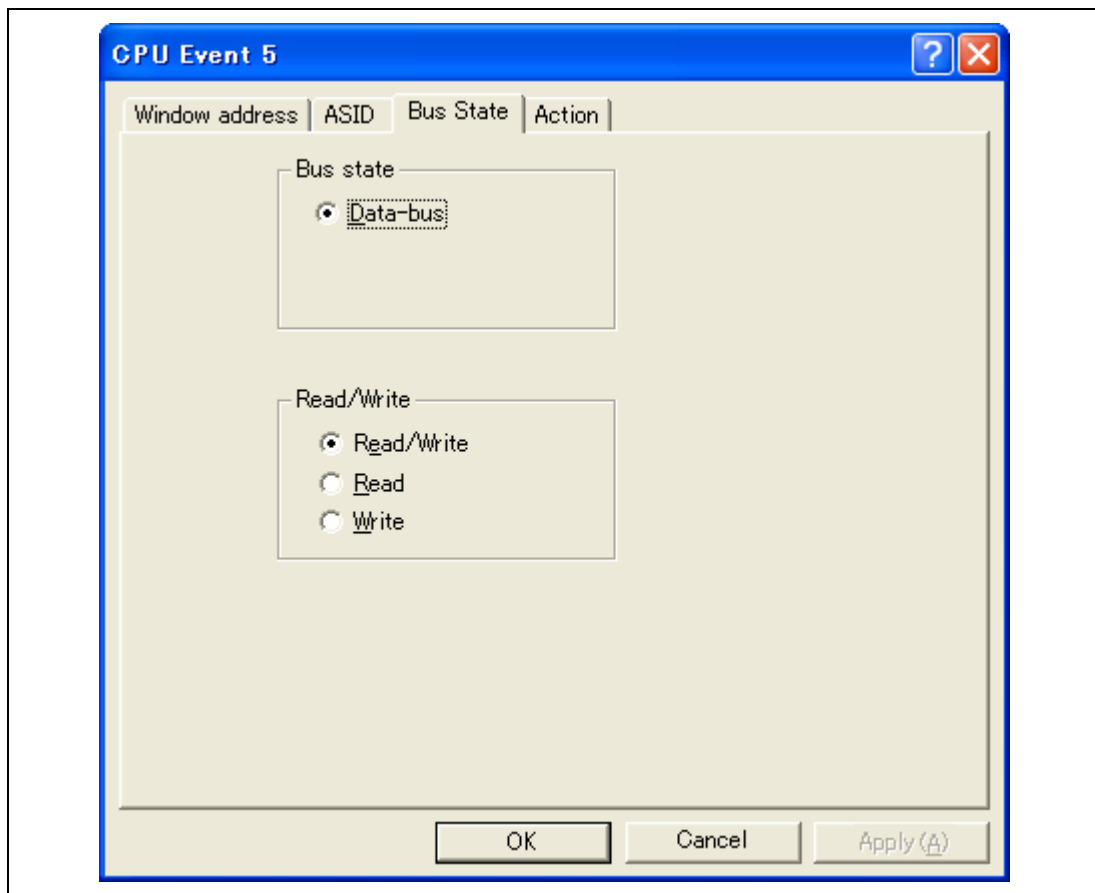 CPU Event 5
Window address ASID Bus State Action
Bus state
Data-bus
Read/Write
Read/Write
Read
Write
OK Cancel Apply(A)